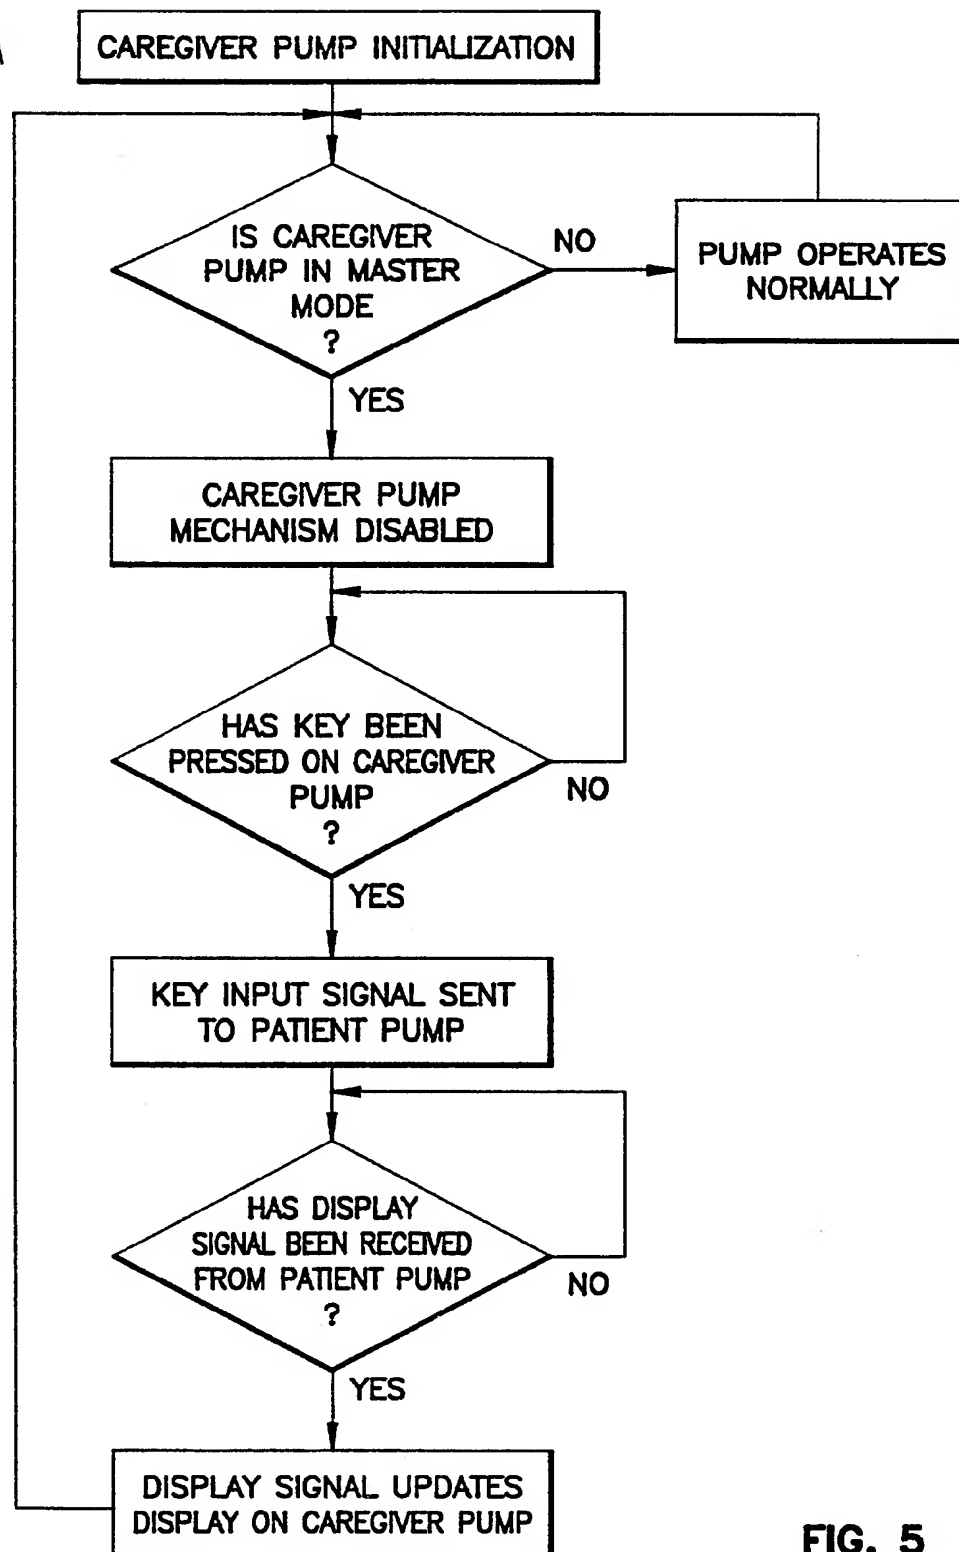 CAREGIVER PUMP INITIALIZATION
IS CAREGIVER
PUMP IN MASTER
MODE
?
NO
PUMP OPERATES
NORMALLY
YES
CAREGIVER PUMP
MECHANISM DISABLED
HAS KEY BEEN
PRESSED ON CAREGIVER
PUMP
?
NO
YES
KEY INPUT SIGNAL SENT
TO PATIENT PUMP
HAS DISPLAY
SIGNAL BEEN RECEIVED
FROM PATIENT PUMP
?
NO
YES
DISPLAY SIGNAL UPDATES
DISPLAY ON CAREGIVER PUMP
FIG. 5